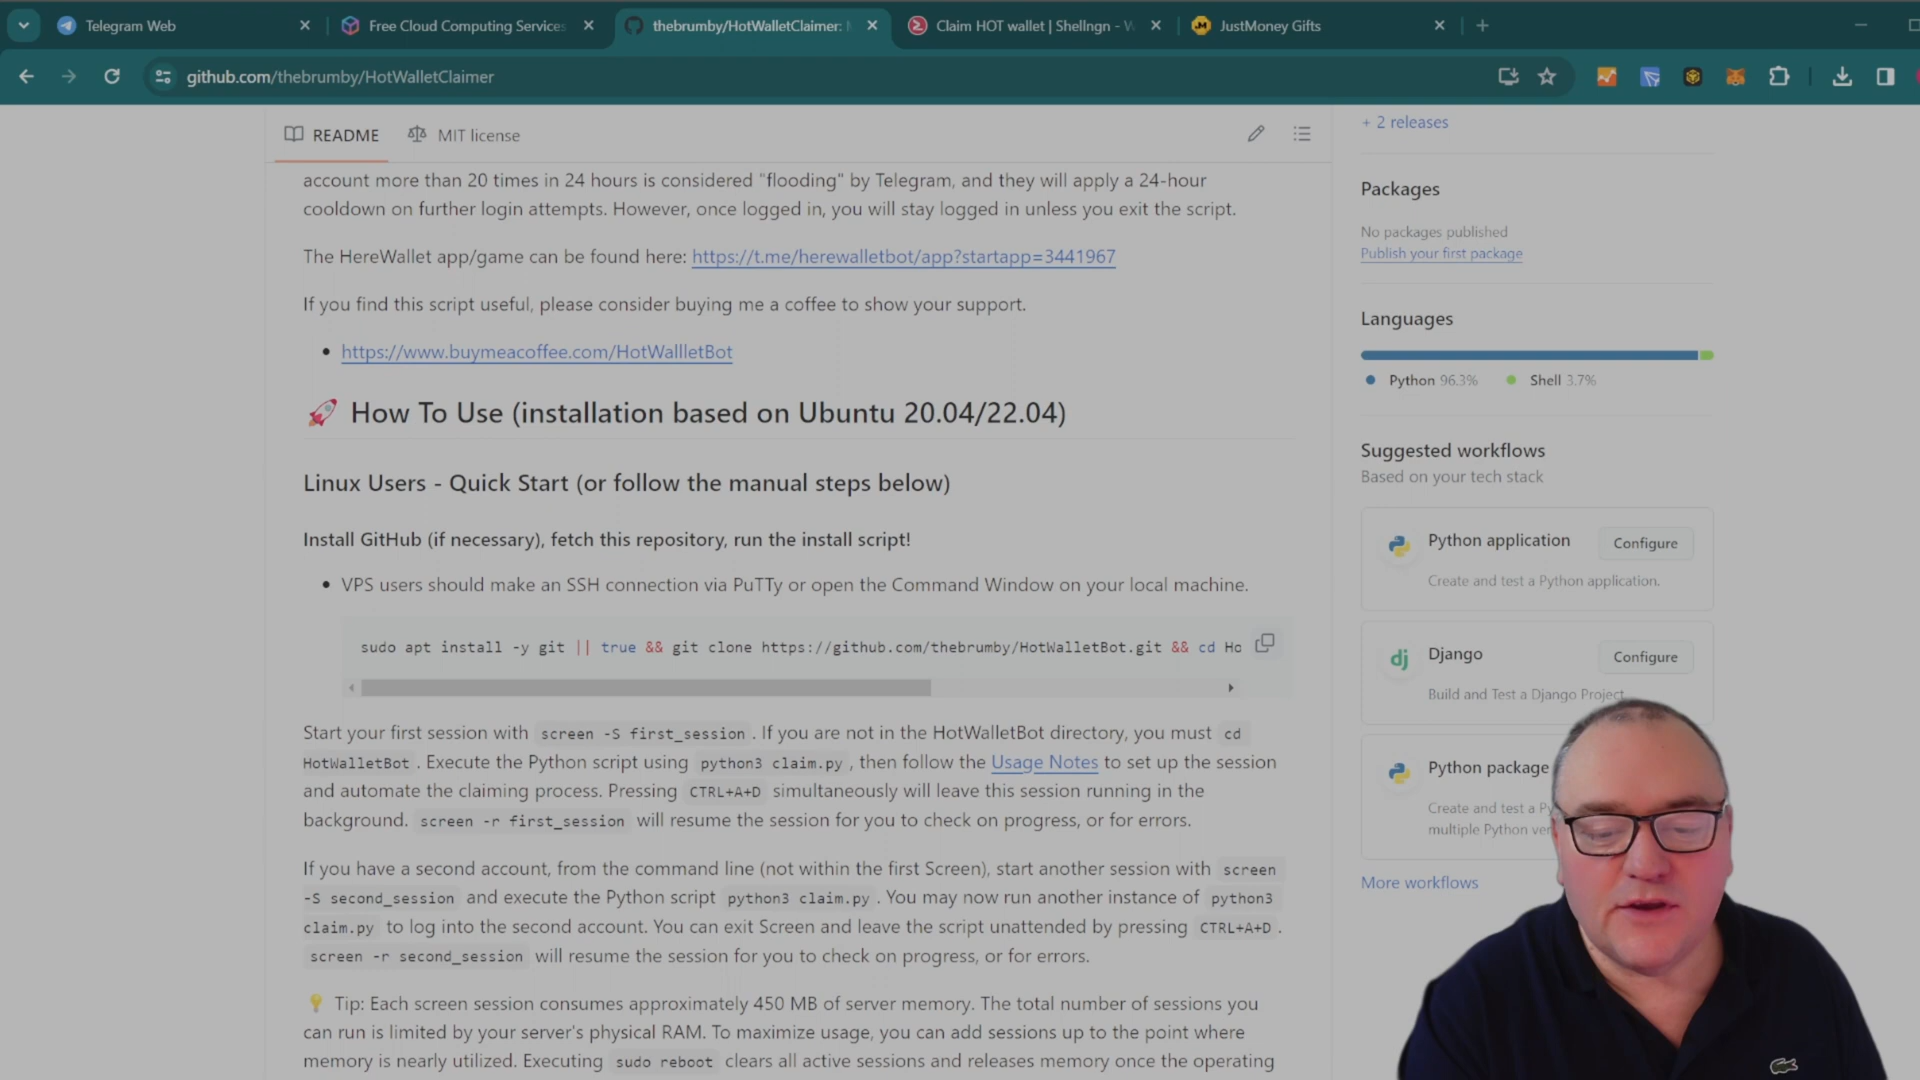 Telegram Web
Free Cloud Computing Services
thebrumby/HotWalletClaimer:
Claim HOT wallet | Shellngn -
JustMoney Gifts
github.com/thebrumby/HotWalletClaimer
README
MIT license
account more than 20 times in 24 hours is considered "flooding" by Telegram, and they will apply a 24-hour
cooldown on further login attempts. However, once logged in, you will stay logged in unless you exit the script.
The HereWallet app/game can be found here: https://t.me/herewalletbot/app?startapp=3441967
If you find this script useful, please consider buying me a coffee to show your support.
https://www.buymeacoffee.com/HotWallletBot
How To Use (installation based on Ubuntu 20.04/22.04)
Linux Users - Quick Start (or follow the manual steps below)
Install GitHub (if necessary), fetch this repository, run the install script!
VPS users should make an SSH connection via PuTTy or open the Command Window on your local machine.
sudo apt install -y git || true && git clone https://github.com/thebrumby/HotWalletBot.git && cd Ho
Start your first session with screen -S first_session . If you are not in the HotWalletBot directory, you must cd
HotWalletBot . Execute the Python script using python3 claim.py , then follow the Usage Notes to set up the session
and automate the claiming process. Pressing CTRL+A+D simultaneously will leave this session running in the
background. screen -r first_session will resume the session for you to check on progress, or for errors.
If you have a second account, from the command line (not within the first Screen), start another session with screen
-S second_session and execute the Python script python3 claim.py . You may now run another instance of python3
claim.py to log into the second account. You can exit Screen and leave the script unattended by pressing CTRL+A+D .
screen -r second_session will resume the session for you to check on progress, or for errors.
Tip: Each screen session consumes approximately 450 MB of server memory. The total number of sessions you
can run is limited by your server's physical RAM. To maximize usage, you can add sessions up to the point where
memory is nearly utilized. Executing sudo reboot clears all active sessions and releases memory once the operating
+ 2 releases
Packages
No packages published
Publish your first package
Languages
Python 96.3%
Shell 3.7%
Suggested workflows
Based on your tech stack
Python application
Configure
Create and test a Python application.
dj
Django
Configure
Build and Test a Django Project
Python package
Create and test a
multiple Python
More workflows